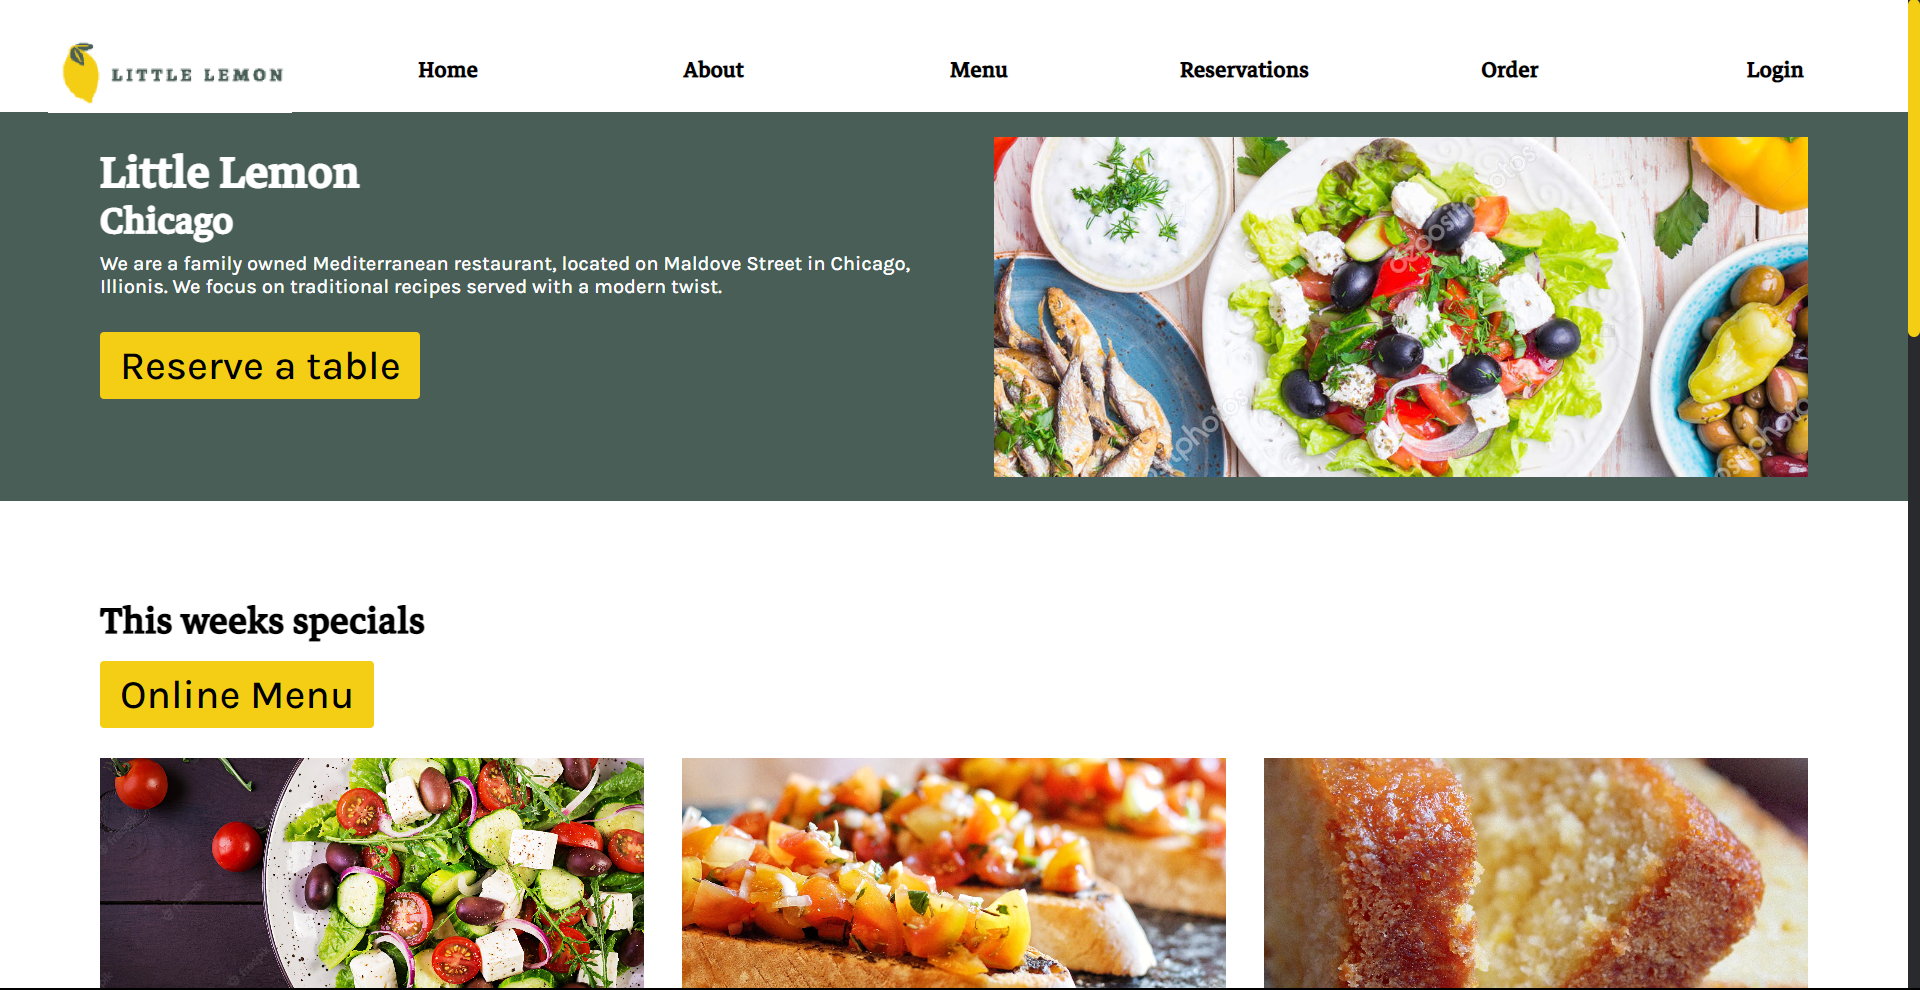 LITTLE LEMON
Home
About
Menu
Reservations
Order
Login
Little Lemon
Chicago
We are a family owned Mediterranean restaurant, located on Maldove Street in Chicago,
Illionis. We focus on traditional recipes served with a modern twist.
Reserve a table
depositphotos
This weeks specials
Online Menu